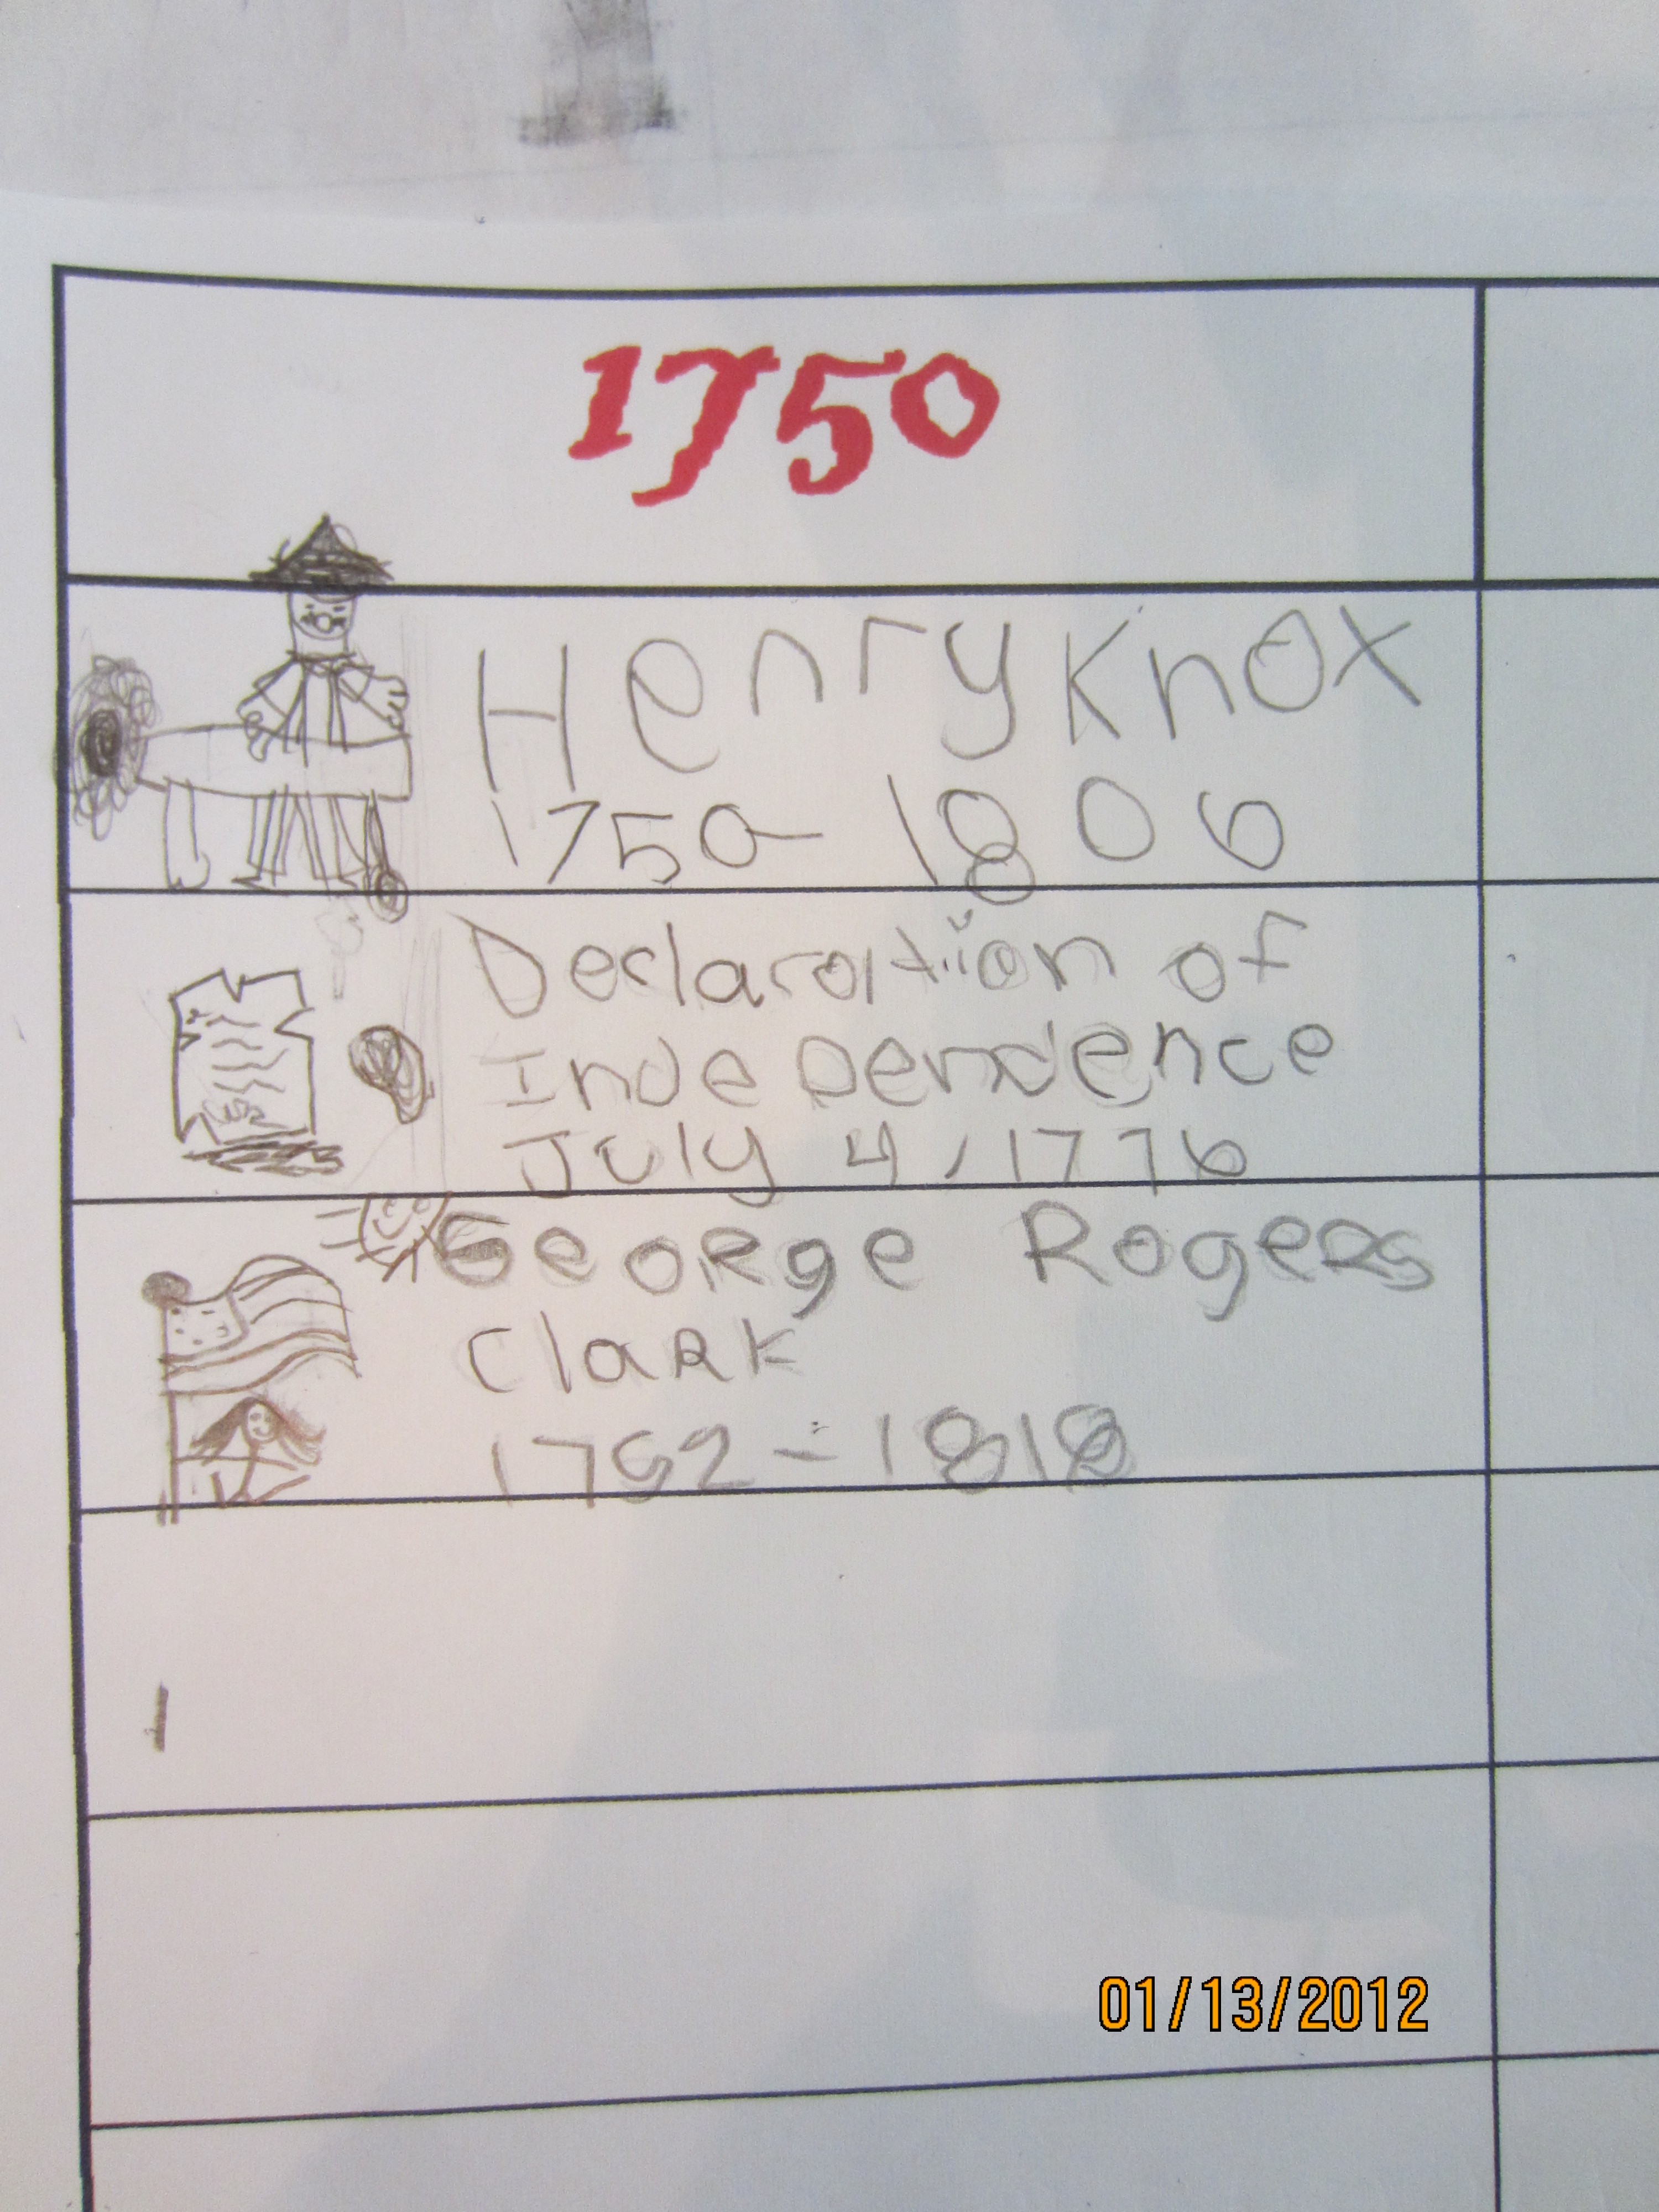 1750
Henry Knox
1750-1806
Declaration of
Independence
July 4, 1776
George Rogers
Clark
1752-1818
01/13/2012